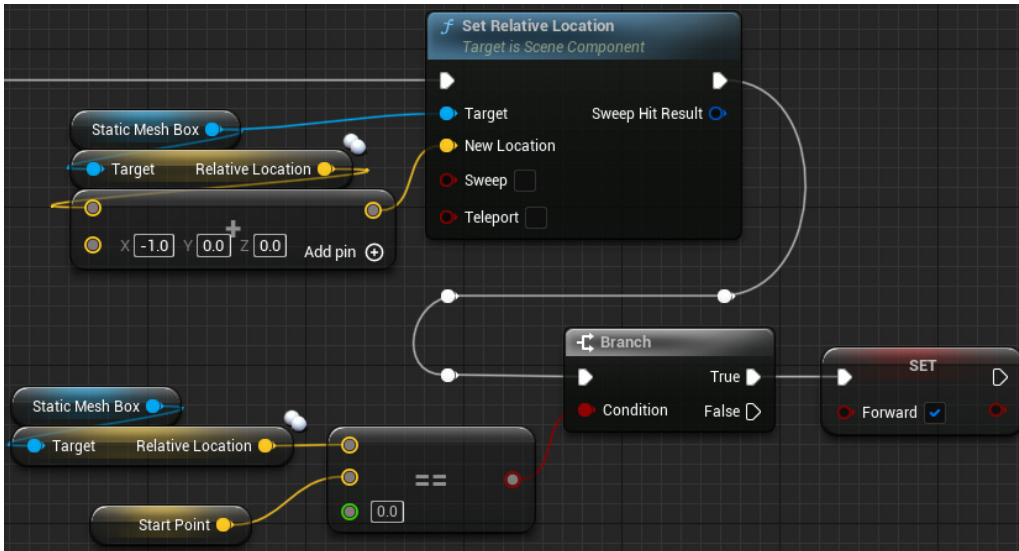 Set Relative Location
Target is Scene Component
Static Mesh Box
Target
Sweep Hit Result
Target
Relative Location
New Location
Sweep
Teleport
X -1.0 Y 0.0 Z 0.0
Add pin
Branch
True
SET
Static Mesh Box
Condition
False
Forward
Target
Relative Location
==
0.0
Start Point